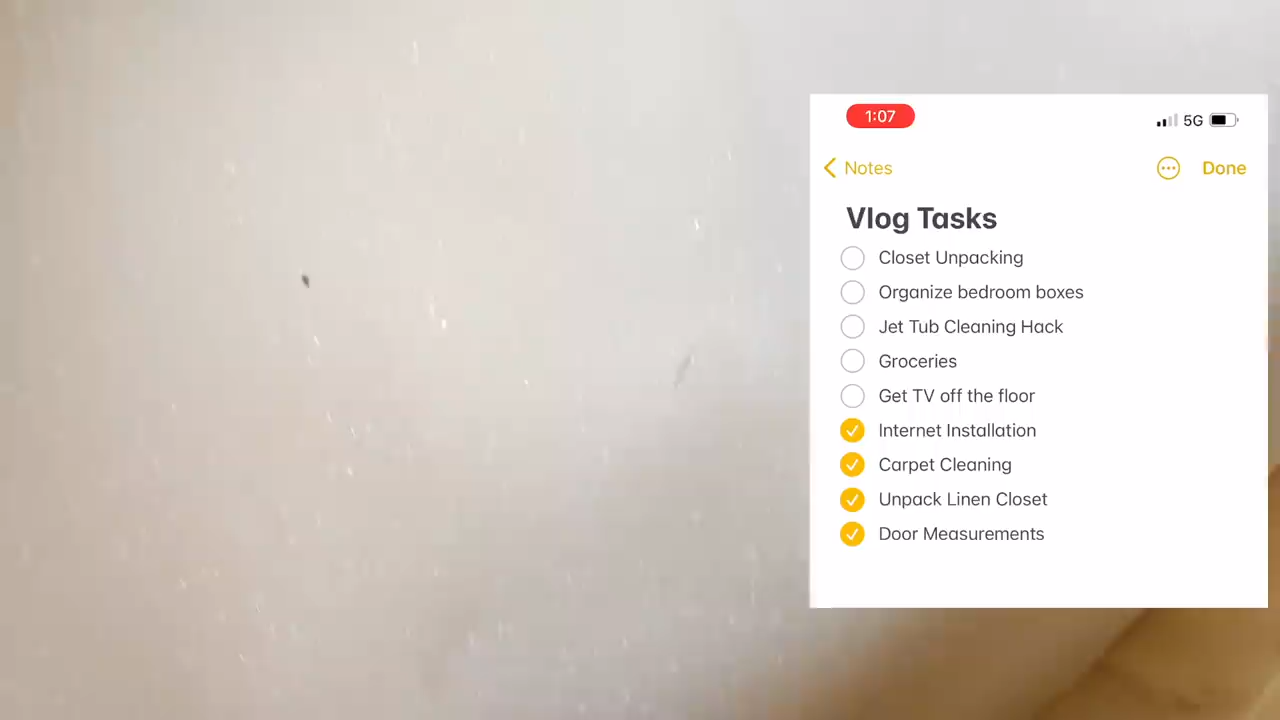 1:07
5G
Notes
Done
Vlog Tasks
Closet Unpacking
Organize bedroom boxes
Jet Tub Cleaning Hack
Groceries
Get TV off the floor
Internet Installation
Carpet Cleaning
Unpack Linen Closet
Door Measurements